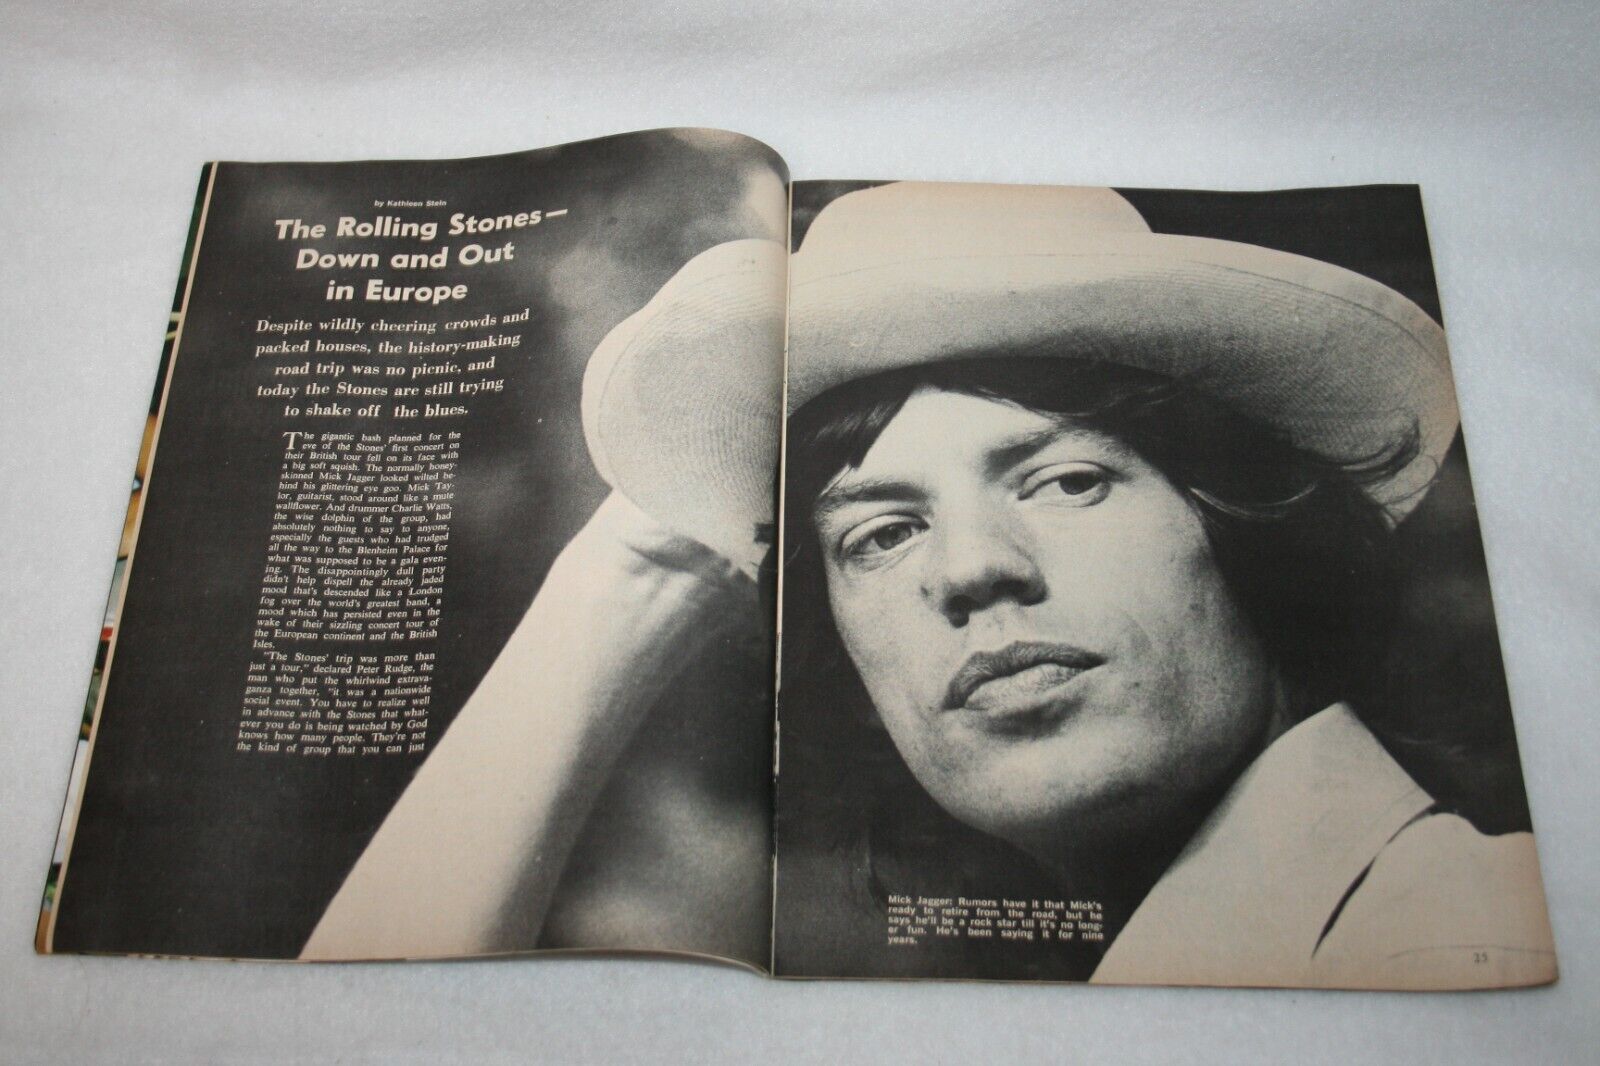 by Kathleen Stein
The Rolling Stones—
Down and Out
in Europe
Despite wildly cheering crowds and
packed houses, the history-making
road trip was no picnic, and
today the Stones are still trying
to shake off the blues.
The gigantic bash planned for the
eve of the Stones' first concert on
their British tour fell on its face with
a big soft squish. The normally honey-
skinned Mick Jagger looked wilted be-
hind his glittering eye goo. Mick Tay-
lor, guitarist, stood around like a mute
wallflower. And drummer Charlie Watts,
the wise dolphin of the group, had
absolutely nothing to say to anyone,
especially the guests who had trudged
all the way to the Blenheim Palace for
what was supposed to be a gala even-
ing. The disappointingly dull party
didn't help dispell the already jaded
mood that's descended like a London
fog over the world's greatest band, a
mood which has persisted even in the
wake of their sizzling concert tour of
the European continent and the British
Isles.
"The Stones' trip was more than
just a tour," declared Peter Rudge, the
man who put the whirlwind extrava-
ganza together, "it was a nationwide
social event. You have to realize well
in advance with the Stones that what-
ever you do is being watched by God
knows how many people. They're not
the kind of group that you can just
Mick Jagger: Rumors have it that Mick's
ready to retire from the road, but he
says he'll be a rock star till it's no long-
er fun. He's been saying it for nine
years.
25